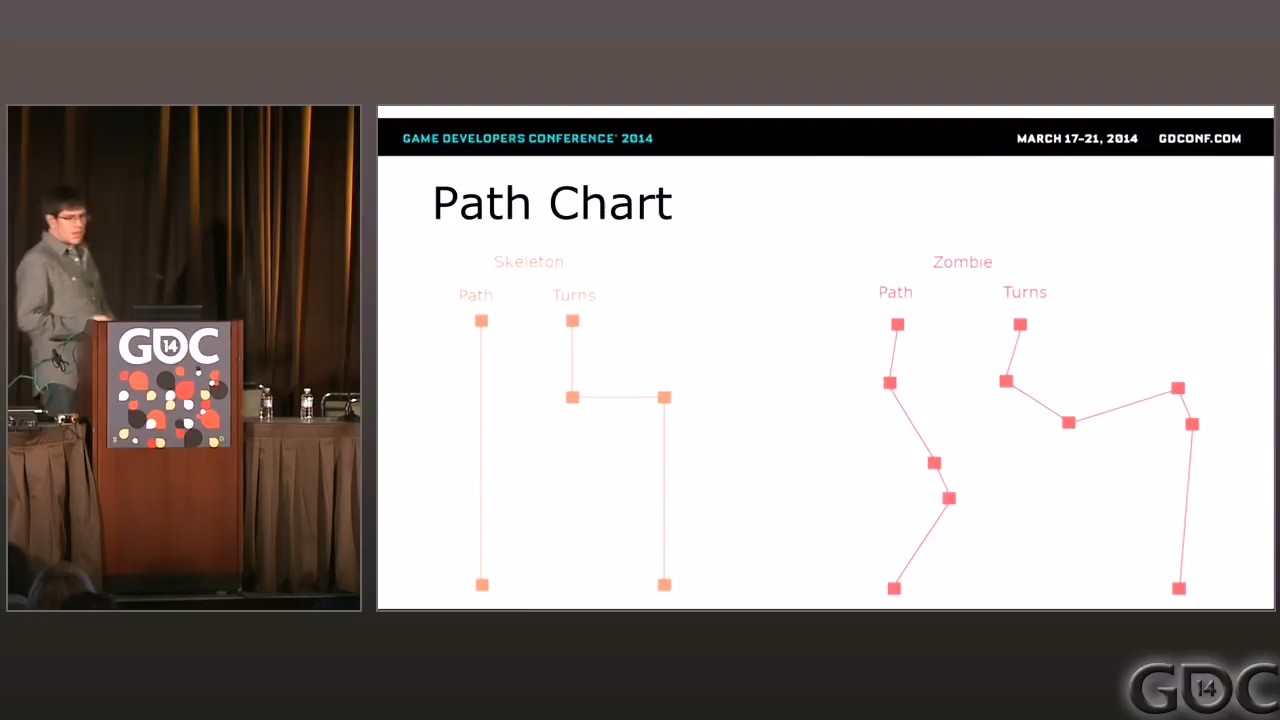 GAME DEVELOPERS CONFERENCE™ 2014
MARCH 17–21, 2014 GDCONF.COM
Path Chart
Skeleton
Zombie
Path Turns
Path Turns
GDC
14
GDC
14